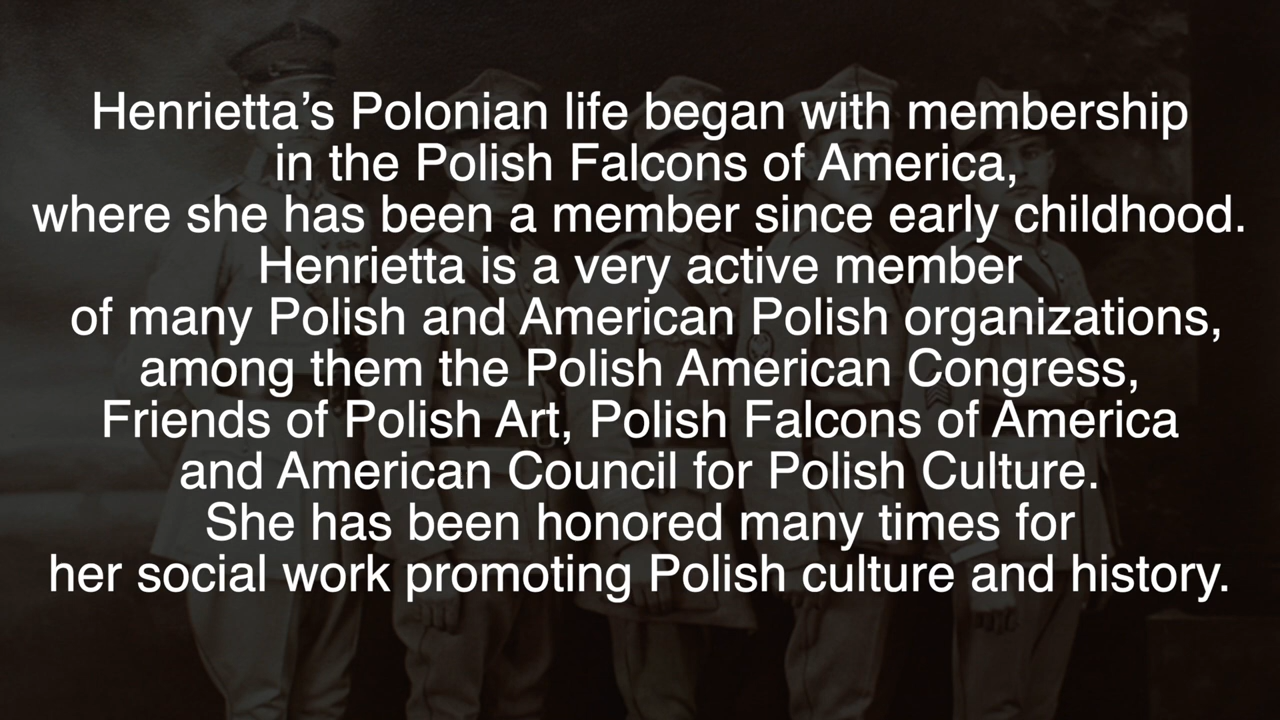 Henrietta’s Polonian life began with membership
in the Polish Falcons of America,
where she has been a member since early childhood.
Henrietta is a very active member
of many Polish and American Polish organizations,
among them the Polish American Congress,
Friends of Polish Art, Polish Falcons of America
and American Council for Polish Culture.
She has been honored many times for
her social work promoting Polish culture and history.